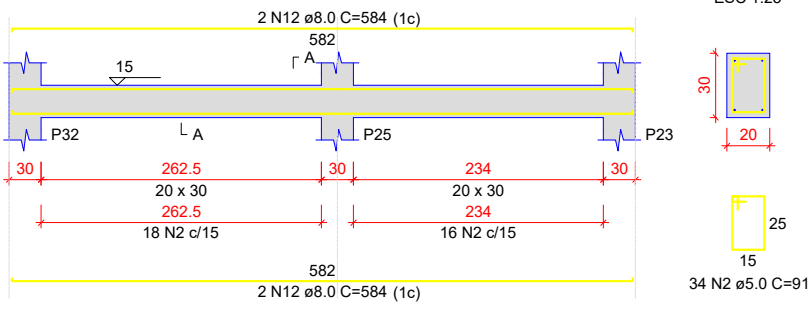 2 N12 ø8.0 C=584 (1c)
582
A
15
A
P32
P25
P23
30 262.5 30 234 30
20 x 30 20 x 30
262.5 234
18 N2 c/15 16 N2 c/15
582
2 N12 ø8.0 C=584 (1c)
30
20
25
15
34 N2 ø5.0 C=91